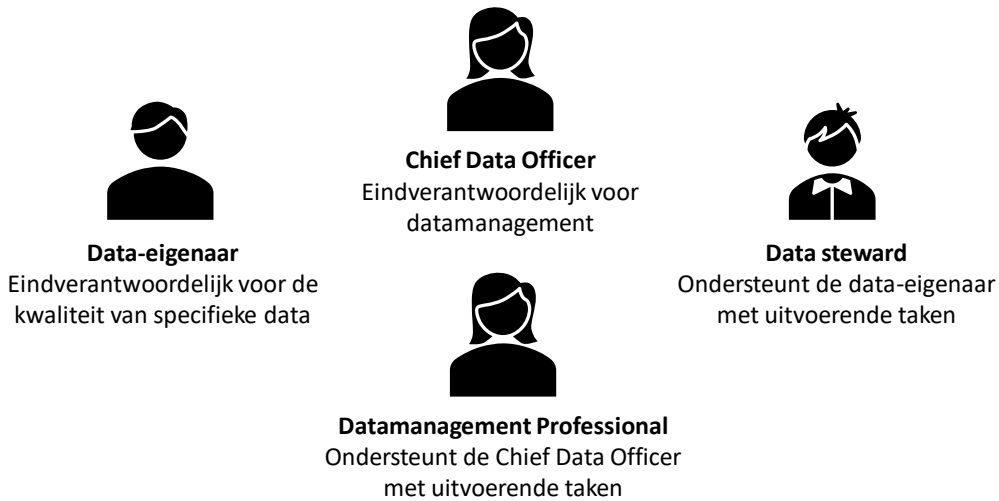 Chief Data Officer
Eindverantwoordelijk voor
datamanagement
Data-eigenaar
Eindverantwoordelijk voor de
kwaliteit van specifieke data
Data steward
Ondersteunt de data-eigenaar
met uitvoerende taken
Datamanagement Professional
Ondersteunt de Chief Data Officer
met uitvoerende taken